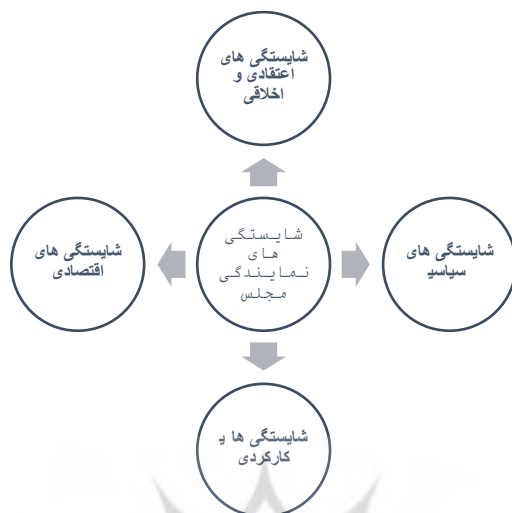 شایستگی های
اعتقادی و
اخلاقی
شایستگی های
سیاسی
شایستگی
های
نمایندگی
مجلس
شایستگی های
اقتصادی
شایستگی ها ی
کارکردی